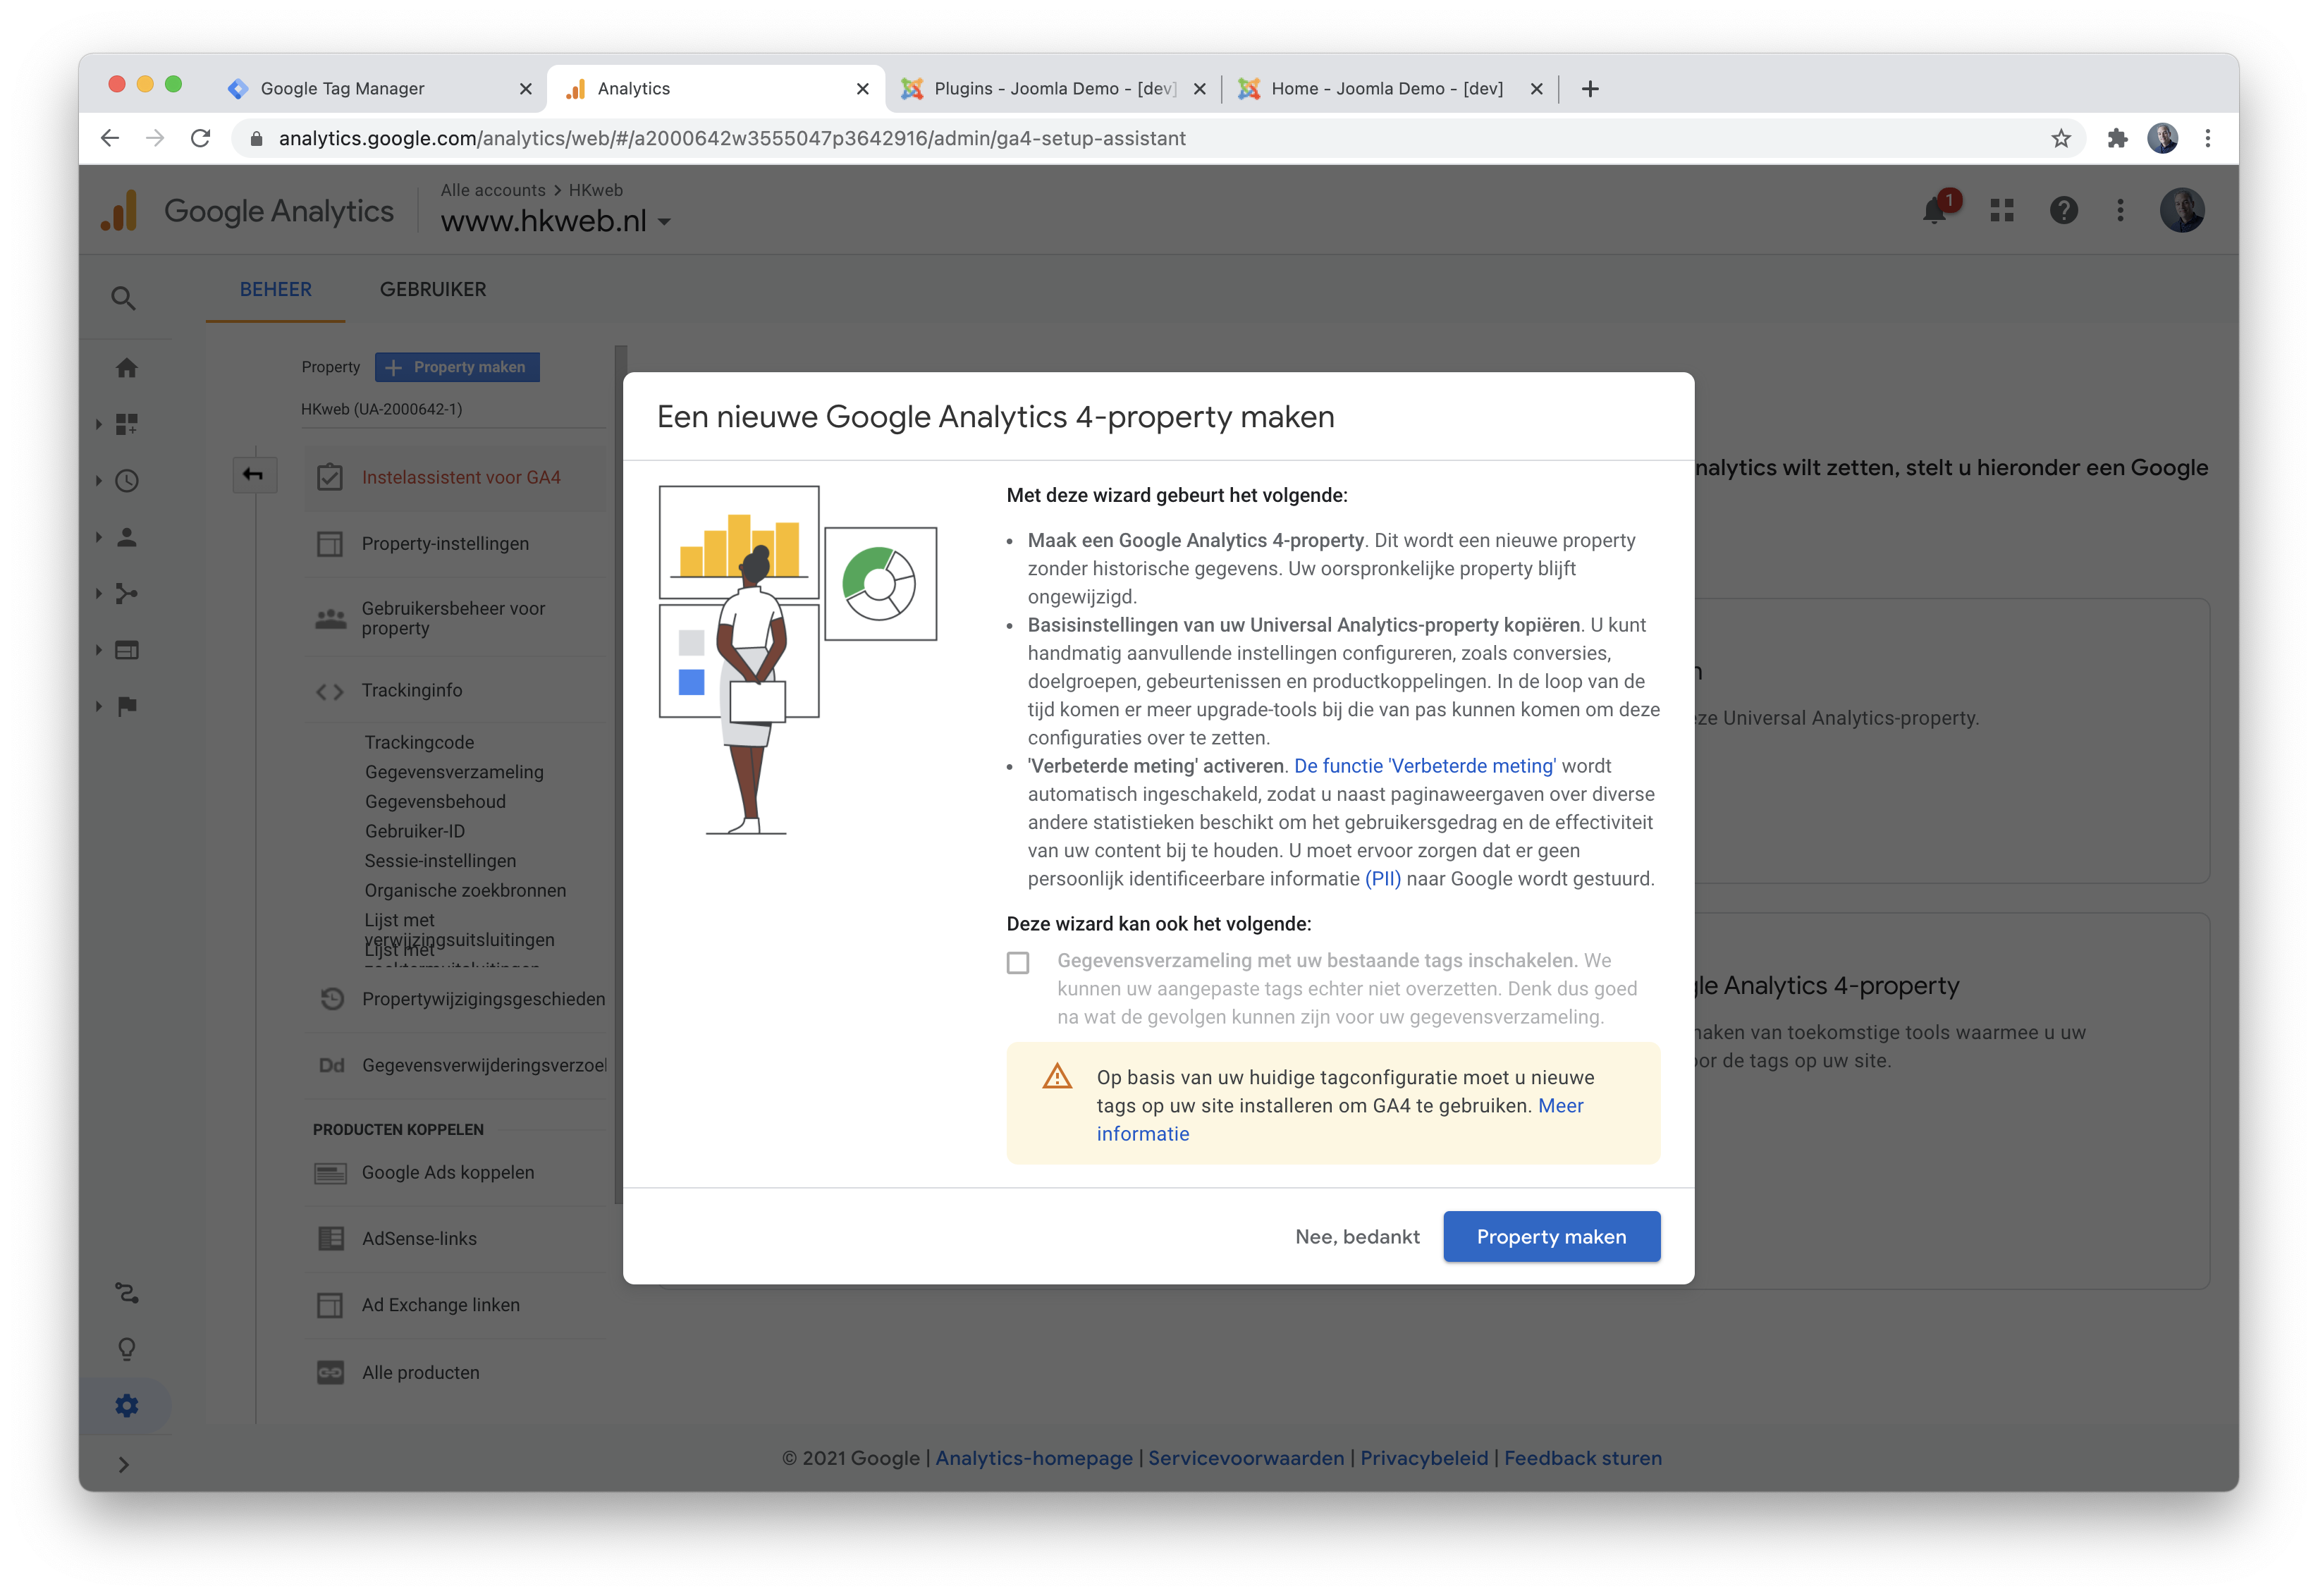 Google Tag Manager
Analytics
Plugins - Joomla Demo - [dev]
Home - Joomla Demo - [dev]
analytics.google.com/analytics/web/#/a2000642w3555047p3642916/admin/ga4-setup-assistant
Google Analytics
Alle accounts > HKweb
www.hkweb.nl
1
BEHEER
GEBRUIKER
Property
Property maken
HKweb (UA-2000642-1)
Instelassistent voor GA4
Property-instellingen
Gebruikersbeheer voor
property
Trackinginfo
Trackingcode
Gegevensverzameling
Gegevensbehoud
Gebruiker-ID
Sessie-instellingen
Organische zoekbronnen
Lijst met
verwijzingsuitsluitingen
Lijst met
Propertywijzigingsgeschieden
Dd Gegevensverwijderingsverzoe
PRODUCTEN KOPPELEN
Google Ads koppelen
AdSense-links
Ad Exchange linken
Alle producten
Een nieuwe Google Analytics 4-property maken
Met deze wizard gebeurt het volgende:
• Maak een Google Analytics 4-property. Dit wordt een nieuwe property
zonder historische gegevens. Uw oorspronkelijke property blijft
ongewijzigd.
• Basisinstellingen van uw Universal Analytics-property kopiëren. U kunt
handmatig aanvullende instellingen configureren, zoals conversies,
doelgroepen, gebeurtenissen en productkoppelingen. In de loop van de
tijd komen er meer upgrade-tools bij die van pas kunnen komen om deze
configuraties over te zetten.
• 'Verbeterde meting' activeren. De functie 'Verbeterde meting' wordt
automatisch ingeschakeld, zodat u naast paginaweergaven over diverse
andere statistieken beschikt om het gebruikersgedrag en de effectiviteit
van uw content bij te houden. U moet ervoor zorgen dat er geen
persoonlijk identificeerbare informatie (PII) naar Google wordt gestuurd.
Deze wizard kan ook het volgende:
Gegevensverzameling met uw bestaande tags inschakelen. We
kunnen uw aangepaste tags echter niet overzetten. Denk dus goed
na wat de gevolgen kunnen zijn voor uw gegevensverzameling.
Op basis van uw huidige tagconfiguratie moet u nieuwe
tags op uw site installeren om GA4 te gebruiken. Meer
informatie
Nee, bedankt
Property maken
nalytics wilt zetten, stelt u hieronder een Google
n
ze Universal Analytics-property.
le Analytics 4-property
aken van toekomstige tools waarmee u uw
or de tags op uw site.
© 2021 Google | Analytics-homepage | Servicevoorwaarden | Privacybeleid | Feedback sturen